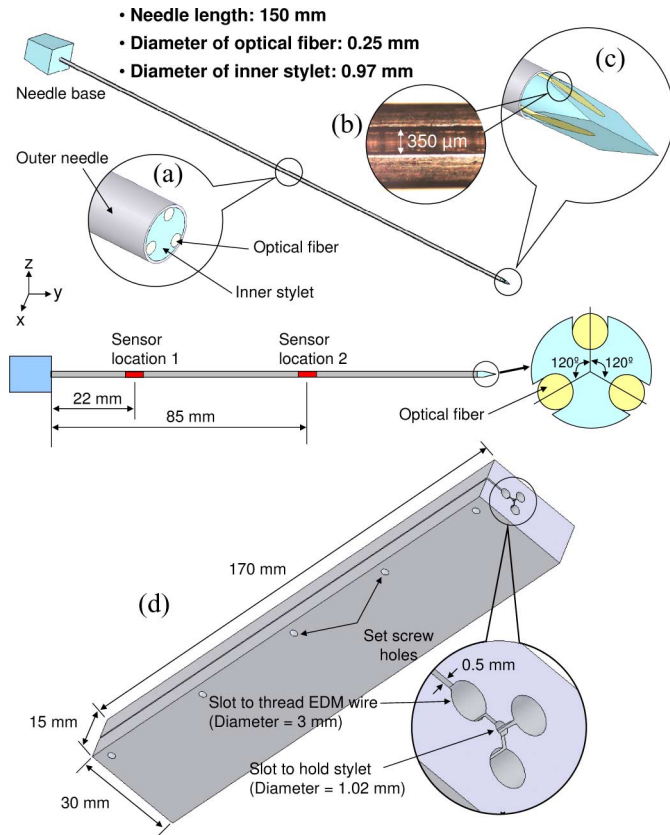 • Needle length: 150 mm
• Diameter of optical fiber: 0.25 mm
• Diameter of inner stylet: 0.97 mm
Needle base
(c)
(b)
350 µm
Outer needle
(a)
Optical fiber
Inner stylet
z
y
x
Sensor
location 1
Sensor
location 2
120º 120º
Optical fiber
22 mm
85 mm
170 mm
(d)
Set screw
holes
0.5 mm
Slot to thread EDM wire
(Diameter = 3 mm)
15 mm
Slot to hold stylet
(Diameter = 1.02 mm)
30 mm